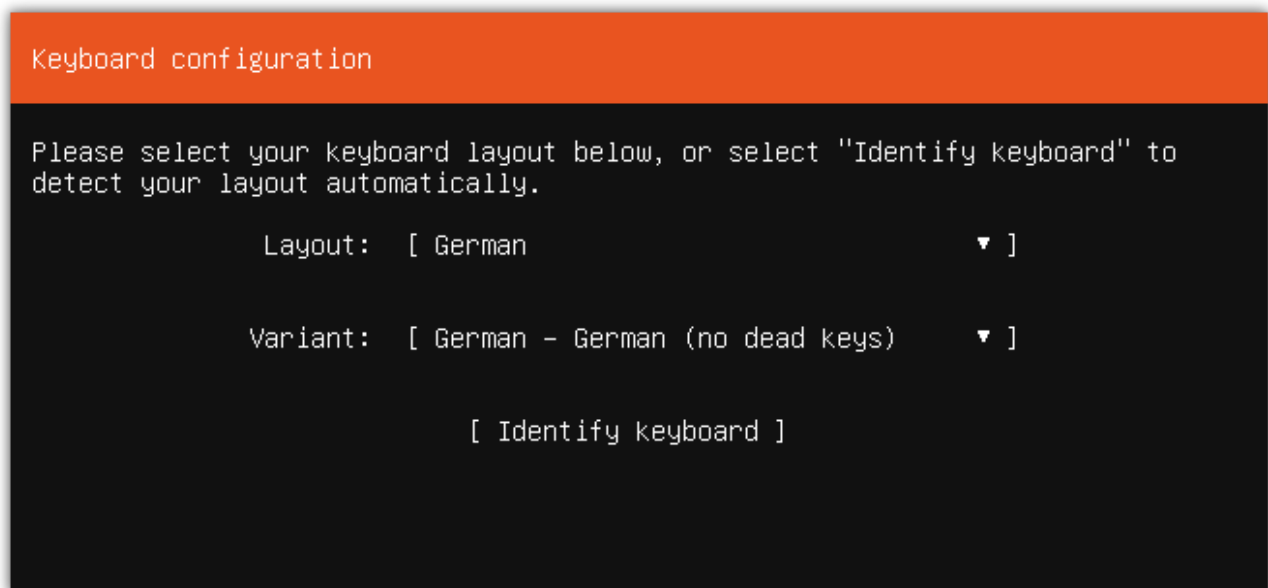 Keyboard configuration
Please select your keyboard layout below, or select "Identify keyboard" to
detect your layout automatically.
Layout: [ German ▾ ]
Variant: [ German – German (no dead keys) ▾ ]
[ Identify keyboard ]